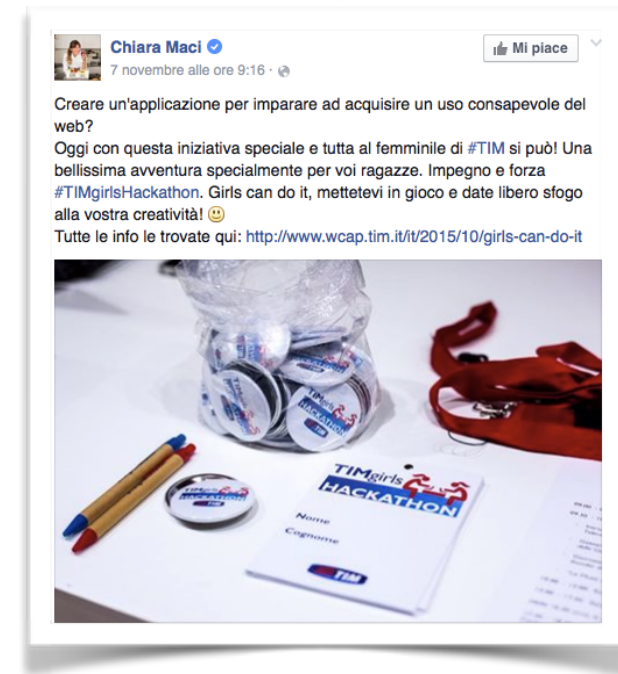 Chiara Maci
Mi piace
7 novembre alle ore 9:16 ·
Creare un'applicazione per imparare ad acquisire un uso consapevole del
web?
Oggi con questa iniziativa speciale e tutta al femminile di #TIM si può! Una
bellissima avventura specialmente per voi ragazze. Impegno e forza
#TIMgirlsHackathon. Girls can do it, mettetevi in gioco e date libero sfogo
alla vostra creatività!
Tutte le info le trovate qui: http://www.wcap.tim.it/it/2015/10/girls-can-do-it
HACKATHON
TIM
TIMgirls
HACKATHON
TIMgirls
HACKATHON
Nome
Cognome
TIM